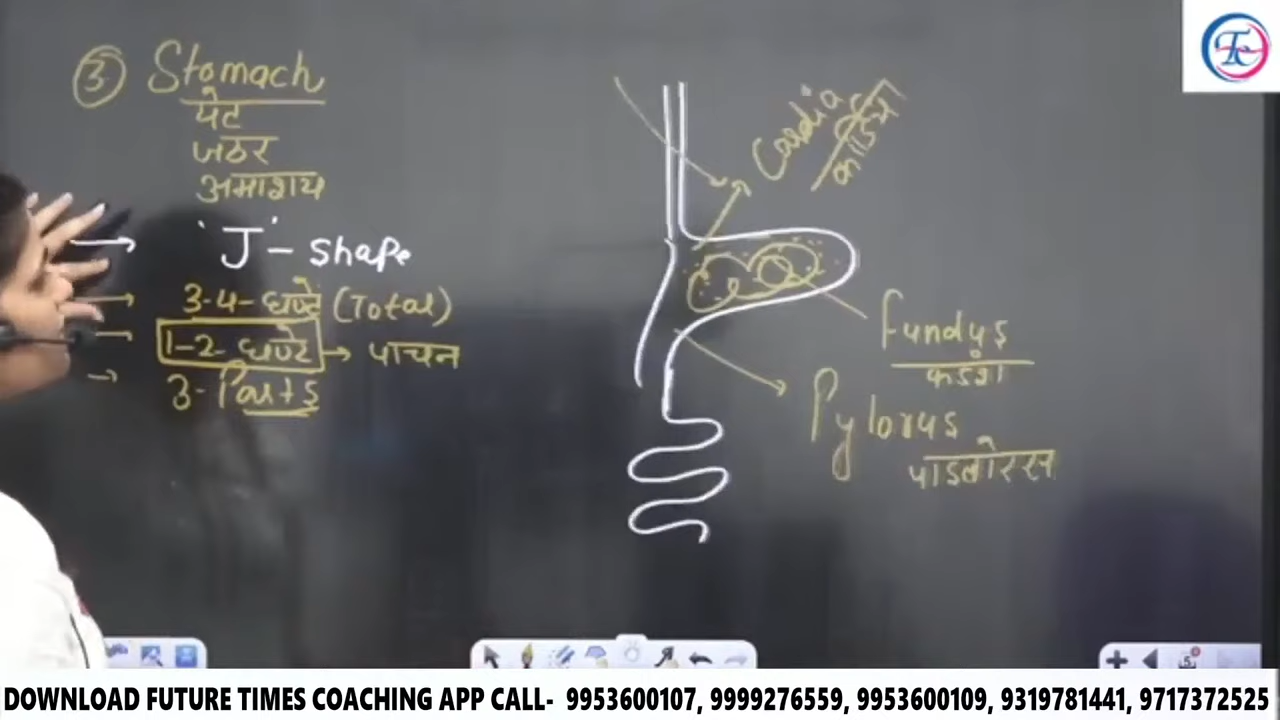 ③ Stomach
पेट
जठर
अमाशय
'J' - Shape
3-4-घण्टे (Total)
1-2-घण्टे → पाचन
3-Parts
Cardia
कार्डिया
Fundus
फंडस
Pylorus
पाइलोरस
DOWNLOAD FUTURE TIMES COACHING APP CALL- 9953600107, 9999276559, 9953600109, 9319781441, 9717372525